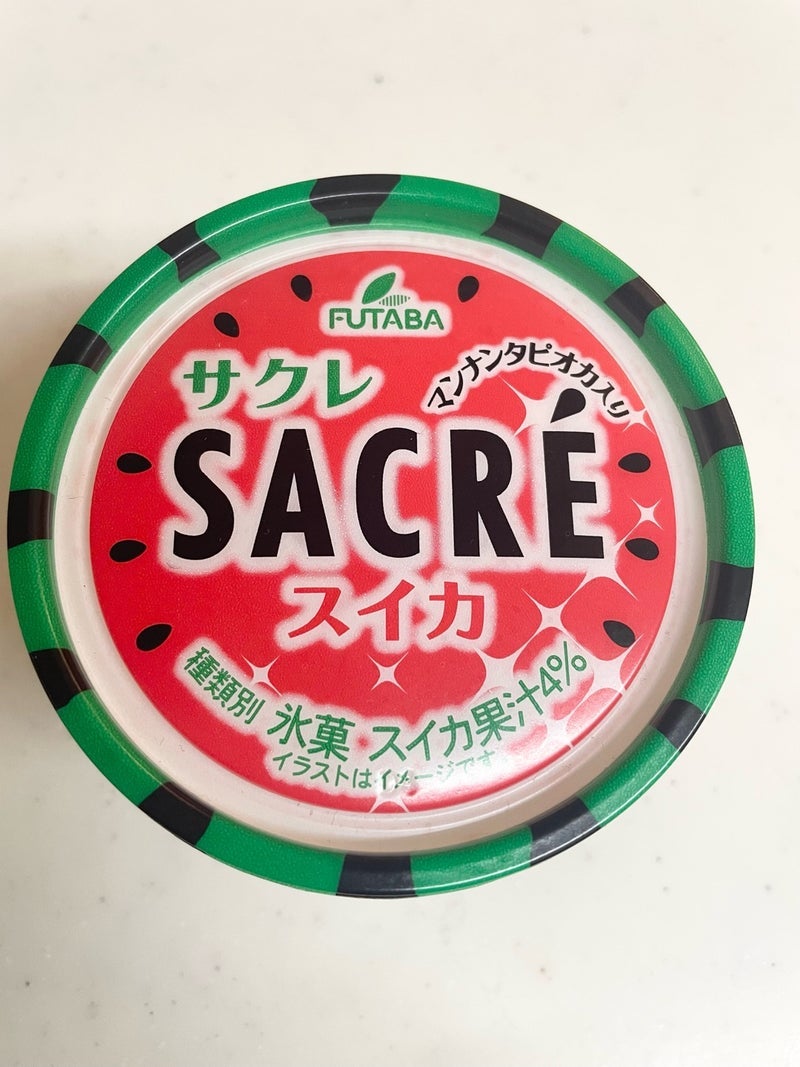 FUTABA
サクレ
マンナンタピオカ入り
SACRÉ
スイカ
種類別 氷菓 スイカ果汁4%
イラストはイメージです